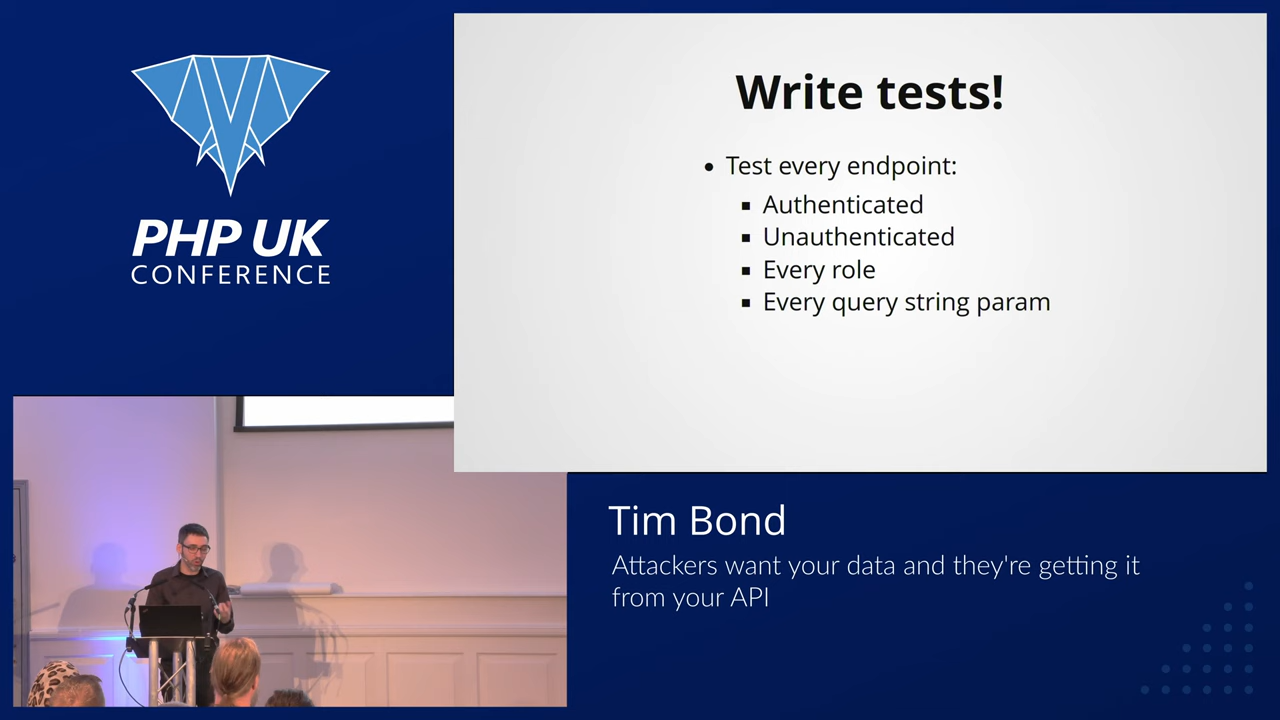 PHP UK
CONFERENCE
Write tests!
• Test every endpoint:
▪ Authenticated
▪ Unauthenticated
▪ Every role
▪ Every query string param
Tim Bond
Attackers want your data and they're getting it
from your API